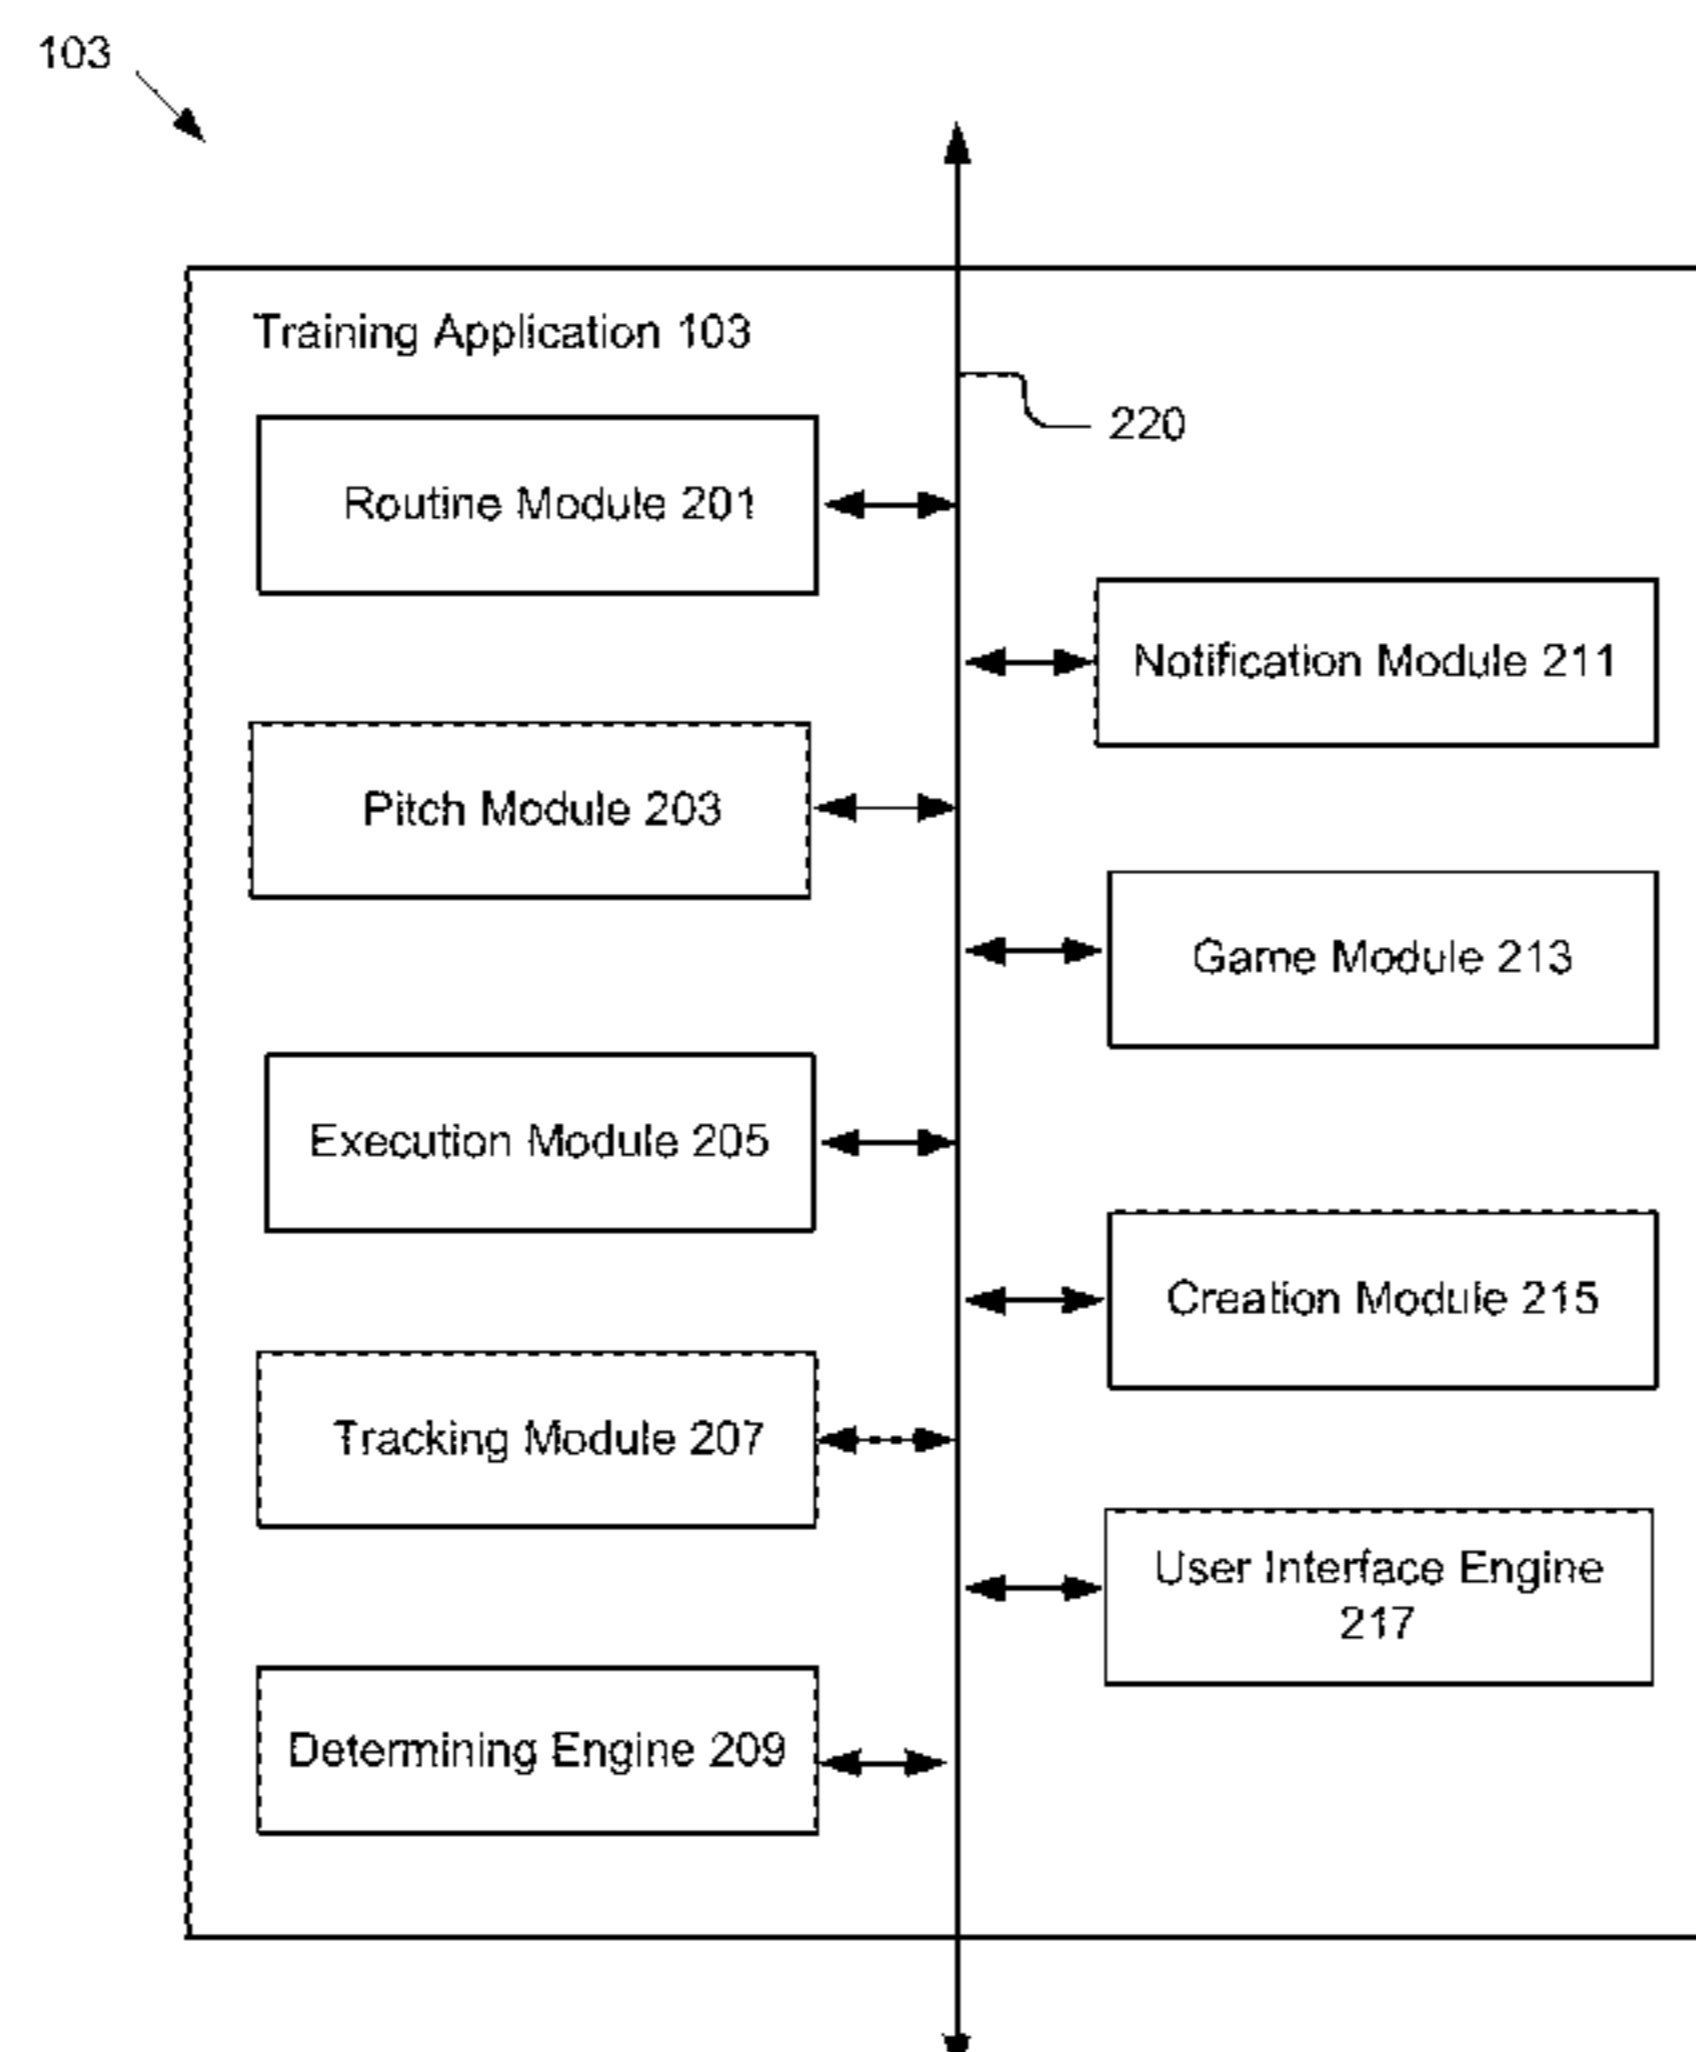 103
Training Application 103
220
Routine Module 201
Notification Module 211
Pitch Module 203
Game Module 213
Execution Module 205
Creation Module 215
Tracking Module 207
User Interface Engine
217
Determining Engine 209